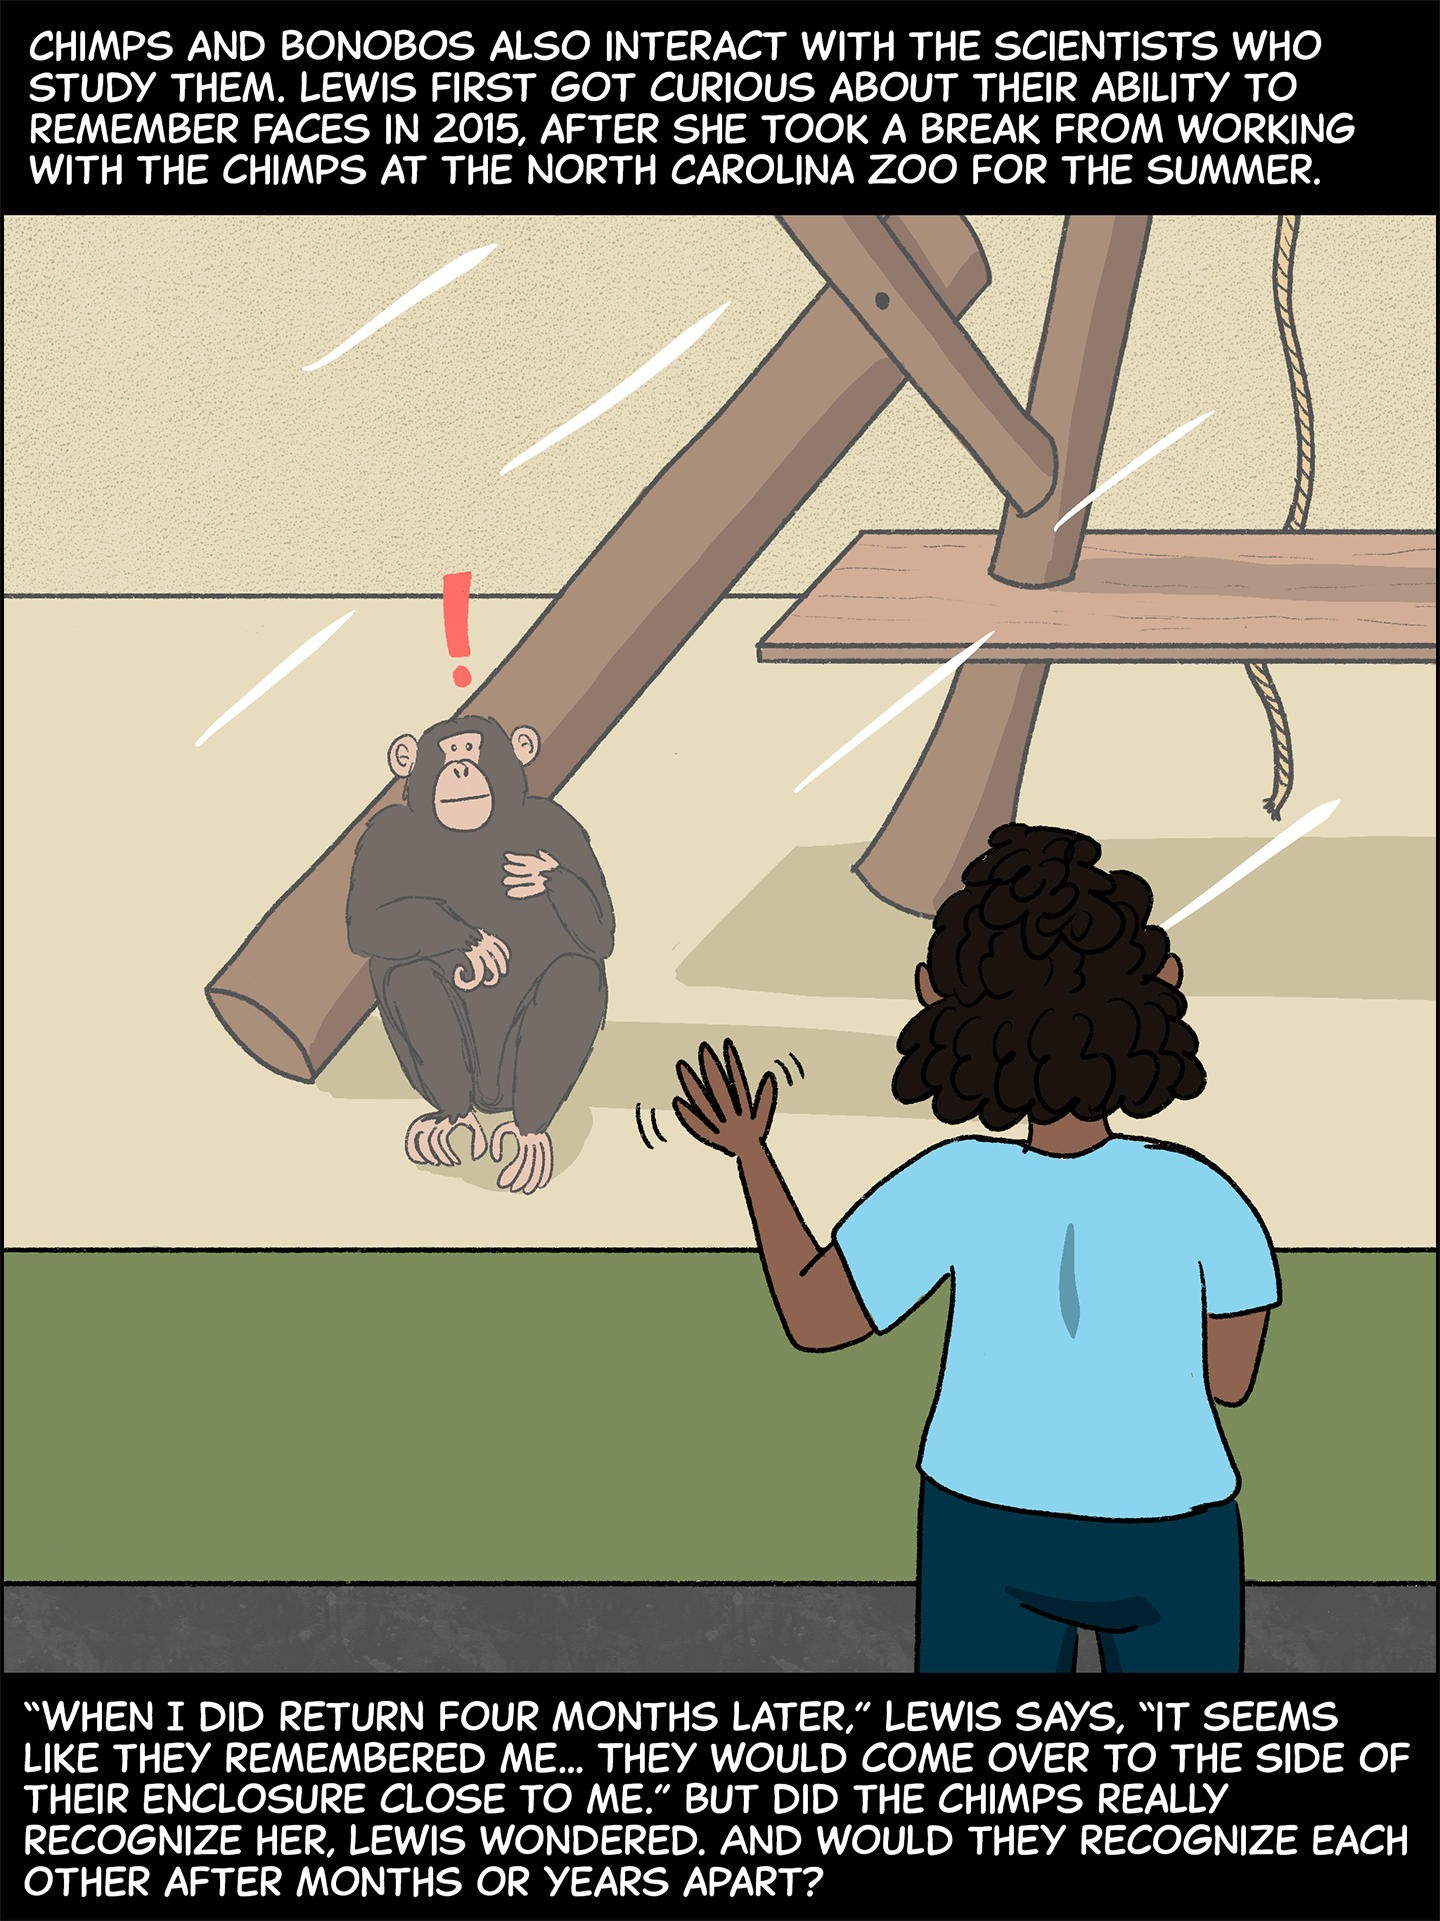 CHIMPS AND BONOBOS ALSO INTERACT WITH THE SCIENTISTS WHO
STUDY THEM. LEWIS FIRST GOT CURIOUS ABOUT THEIR ABILITY TO
REMEMBER FACES IN 2015, AFTER SHE TOOK A BREAK FROM WORKING
WITH THE CHIMPS AT THE NORTH CAROLINA ZOO FOR THE SUMMER.
!
“WHEN I DID RETURN FOUR MONTHS LATER,” LEWIS SAYS, “IT SEEMS
LIKE THEY REMEMBERED ME... THEY WOULD COME OVER TO THE SIDE OF
THEIR ENCLOSURE CLOSE TO ME.” BUT DID THE CHIMPS REALLY
RECOGNIZE HER, LEWIS WONDERED. AND WOULD THEY RECOGNIZE EACH
OTHER AFTER MONTHS OR YEARS APART?